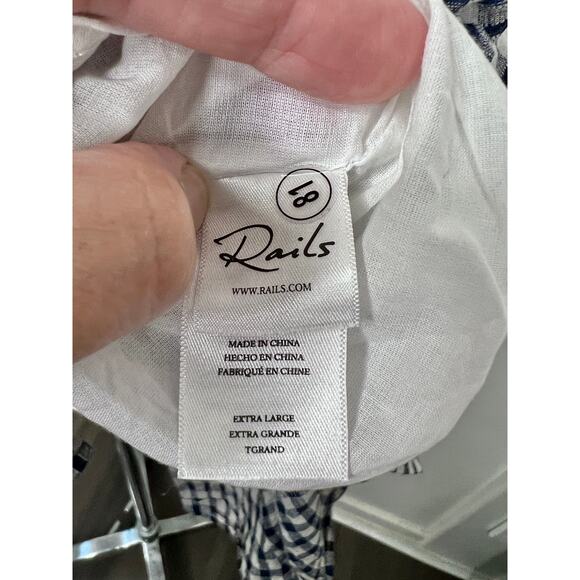 18
Rails
WWW.RAILS.COM
MADE IN CHINA
HECHO EN CHINA
FABRIQUÉ EN CHINE
EXTRA LARGE
EXTRA GRANDE
TGRAND